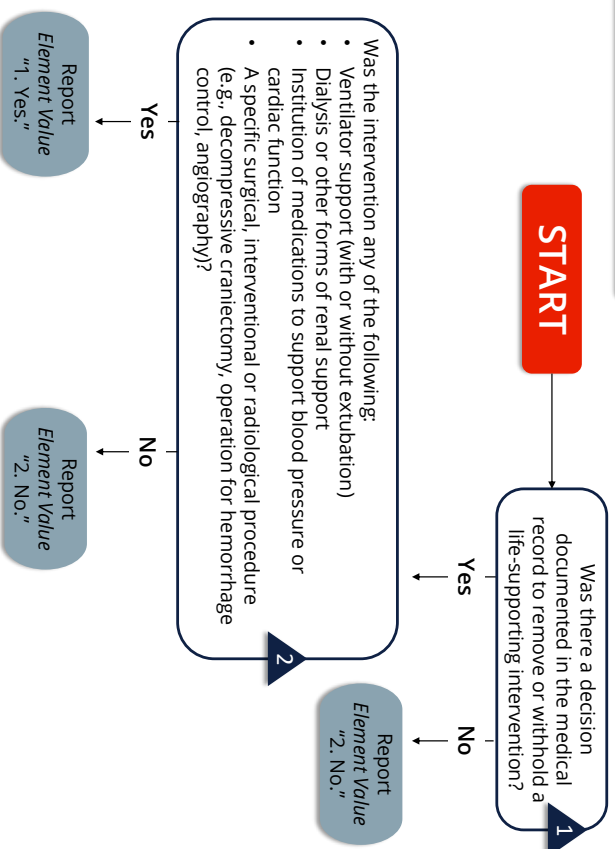 START
Was there a decision
documented in the medical
record to remove or withhold a
life-supporting intervention?
1
Yes
No
Report
Element Value
“2. No.”
Was the intervention any of the following:
• Ventilator support (with or without extubation)
• Dialysis or other forms of renal support
• Institution of medications to support blood pressure or
cardiac function
• A specific surgical, interventional or radiological procedure
(e.g., decompressive craniectomy, operation for hemorrhage
control, angiography)?
2
Yes
No
Report
Element Value
“1. Yes.”
Report
Element Value
“2. No.”